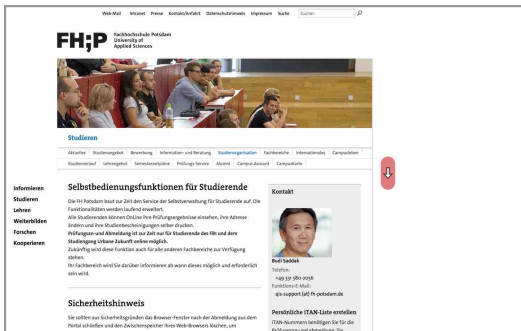 Web-Mail Intranet Presse Kontakt/Anfahrt Datenschutzhinweis Impressum Suche Suchen
FH;P
Fachhochschule Potsdam
University of
Applied Sciences
Studieren
Aktuelles Studienangebot Bewerbung Information- und Beratung Studienorganisation Fachbereiche Internationales Campusleben
Studienverlauf Lehrangebot Semesterzeitpläne Prüfungs-Service Alumni Campus.Account CampusKarte
Informieren
Studieren
Lehren
Weiterbilden
Forschen
Kooperieren
Selbstbedienungsfunktionen für Studierende
Die FH Potsdam baut zur Zeit den Service der Selbstverwaltung für Studierende auf. Die
Funktionalitäten werden laufend erweitert.
Alle Studierenden können OnLine ihre Prüfungsergebnisse einsehen, ihre Adresse
ändern und ihre Studienbescheinigungen selber drucken.
Prüfungsan-und Abmeldung ist zur Zeit nur für Studierende des FB1 und dem
Studiengang Urbane Zukunft online möglich.
Zukünftig wird diese Funktion auch für alle anderen Fachbereiche zur Verfügung
stehen.
Ihr Fachbereich wird Sie darüber informieren ab wann dieses möglich und erforderlich
sein wird.
Sicherheitshinweis
Sie sollten aus Sicherheitsgründen das Browser-Fenster nach der Abmeldung aus dem
Portal schließen und den Zwischenspeicher Ihres Web-Browsers löschen, um
Kontakt
Budi Saddak
Telefon:
+49 331 580-2056
Funktions-E-Mail:
qis-support [at] fh-potsdam.de
Persönliche iTAN-Liste erstellen
iTAN-Nummern benötigen Sie für die